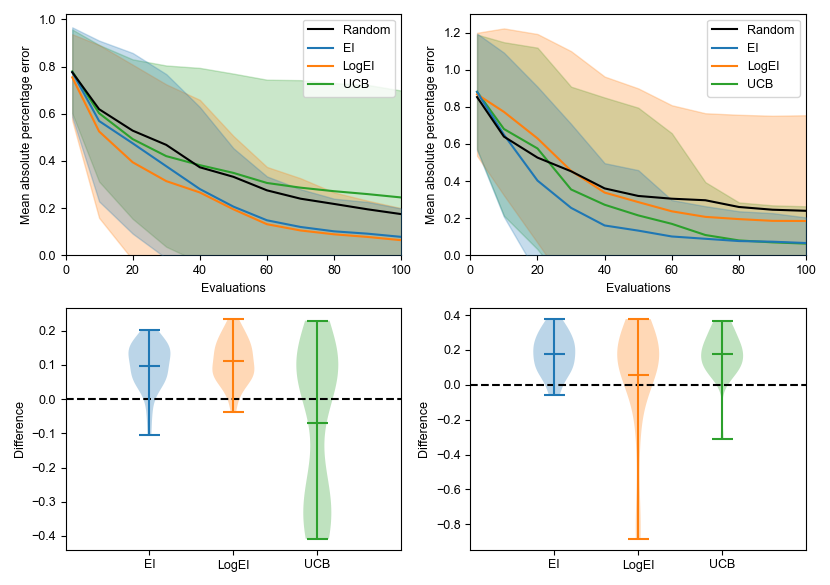 Mean absolute percentage error
1.0
0.8
0.6
0.4
0.2
0.0
0 20 40 60 80 100
Evaluations
Random
EI
LogEI
UCB
Mean absolute percentage error
1.2
1.0
0.8
0.6
0.4
0.2
0.0
0 20 40 60 80 100
Evaluations
Random
EI
LogEI
UCB
Difference
0.2
0.1
0.0
−0.1
−0.2
−0.3
−0.4
EI LogEI UCB
Difference
0.4
0.2
0.0
−0.2
−0.4
−0.6
−0.8
EI LogEI UCB